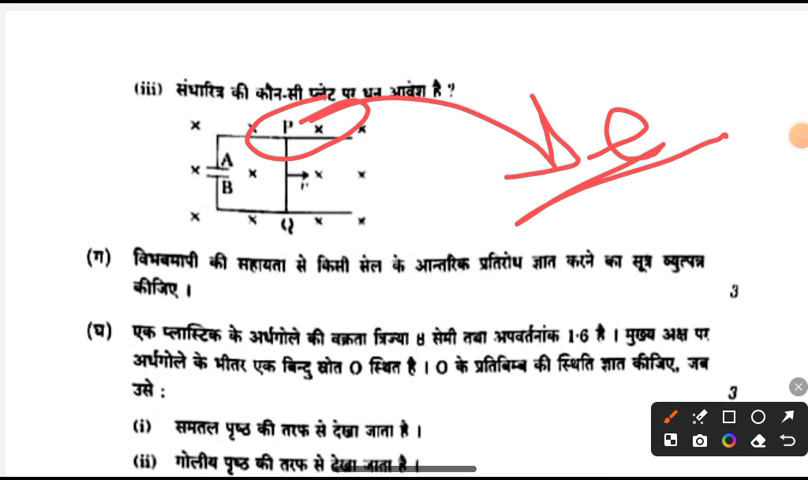 (iii) संधारित्र की कौन-सी प्लेट पर धन आवेश है ?
× × P × ×
× A × × ×
B v
× × Q × ×
(ग) विभवमापी की सहायता से किसी सेल के आन्तरिक प्रतिरोध ज्ञात करने का सूत्र व्युत्पन्न
कीजिए ।
3
(घ) एक प्लास्टिक के अर्धगोले की वक्रता त्रिज्या 8 सेमी तथा अपवर्तनांक 1·6 है । मुख्य अक्ष पर
अर्धगोले के भीतर एक बिन्दु स्रोत O स्थित है । O के प्रतिबिम्ब की स्थिति ज्ञात कीजिए, जब
उसे :
3
(i) समतल पृष्ठ की तरफ से देखा जाता है ।
(ii) गोलीय पृष्ठ की तरफ से देखा जाता है ।